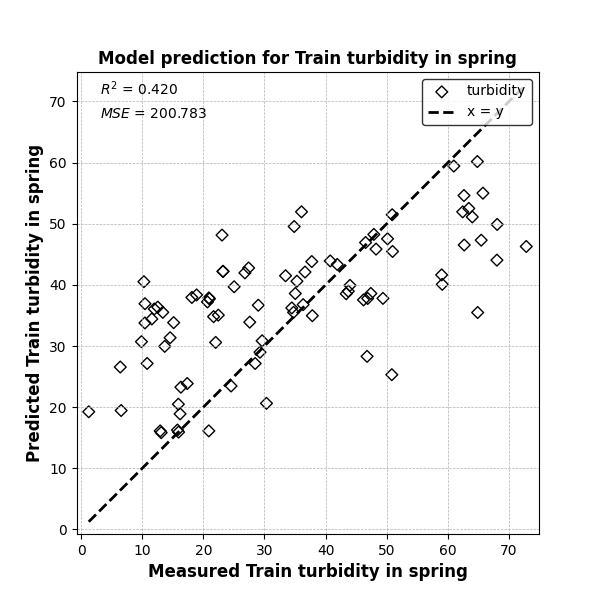 Model prediction for Train turbidity in spring
R² = 0.420
MSE = 200.783
turbidity
x = y
70
60
50
40
30
20
10
0
Predicted Train turbidity in spring
0 10 20 30 40 50 60 70
Measured Train turbidity in spring